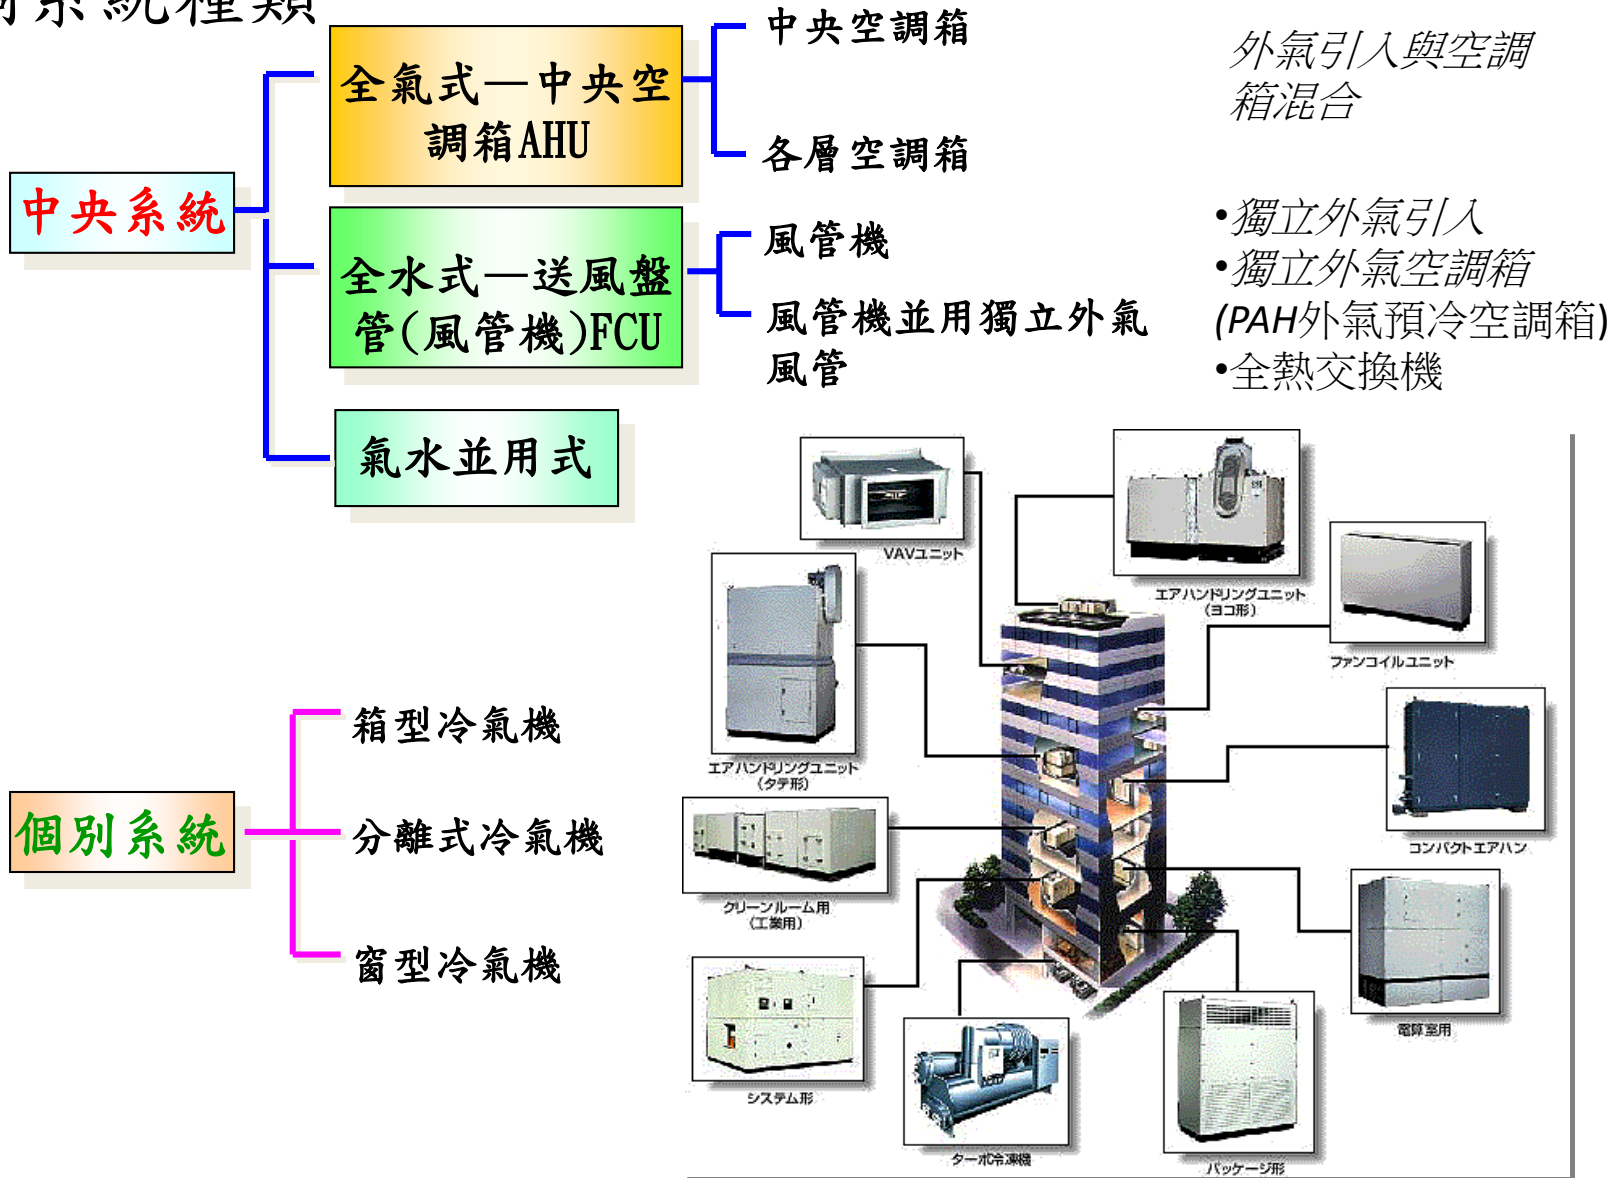 系統種類
中央系統
全氣式—中央空
調箱AHU
中央空調箱
各層空調箱
外氣引入與空調
箱混合
全水式—送風盤
管(風管機)FCU
風管機
風管機並用獨立外氣
風管
•獨立外氣引入
•獨立外氣空調箱
(PAH外氣預冷空調箱)
•全熱交換機
氣水並用式
個別系統
箱型冷氣機
分離式冷氣機
窗型冷氣機
VAVユニット
エアハンドリングユニット
(ヨコ形)
ファンコイルユニット
エアハンドリングユニット
(タテ形)
コンパクトエアハン
クリーンルーム用
(工業用)
電算室用
システム形
ターボ冷凍機
パッケージ形